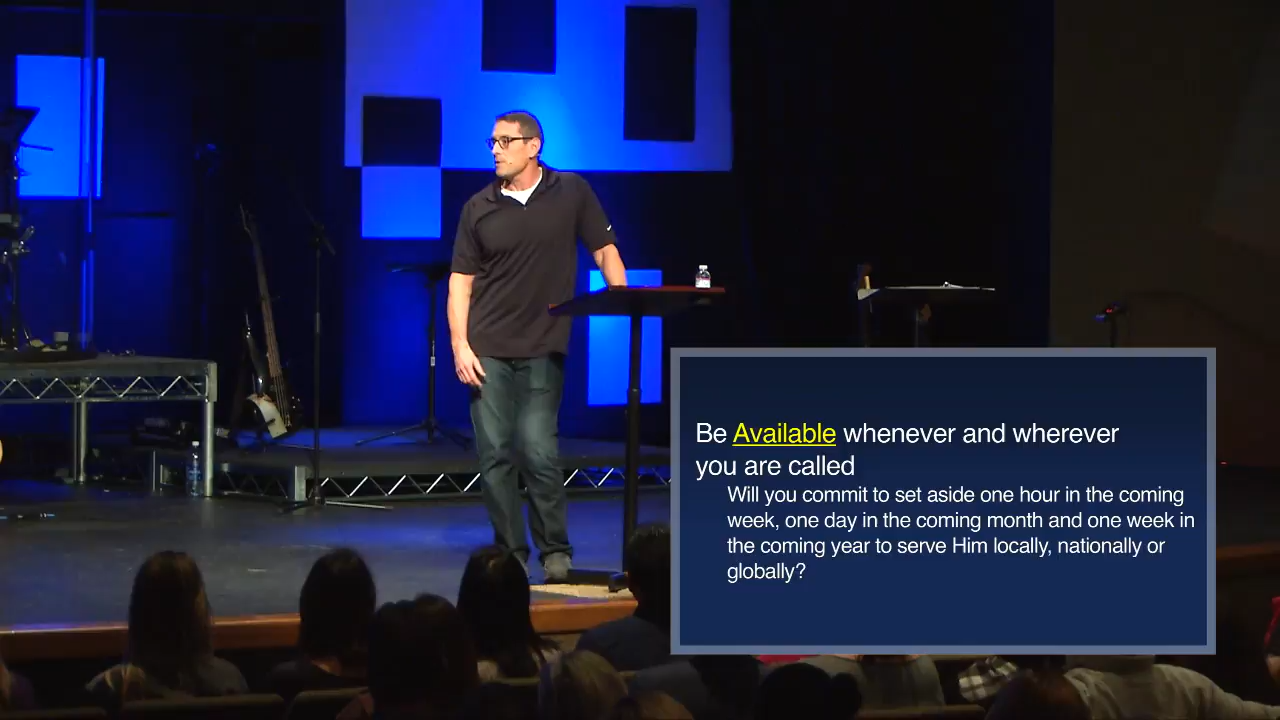 Be Available whenever and wherever
you are called
Will you commit to set aside one hour in the coming
week, one day in the coming month and one week in
the coming year to serve Him locally, nationally or
globally?